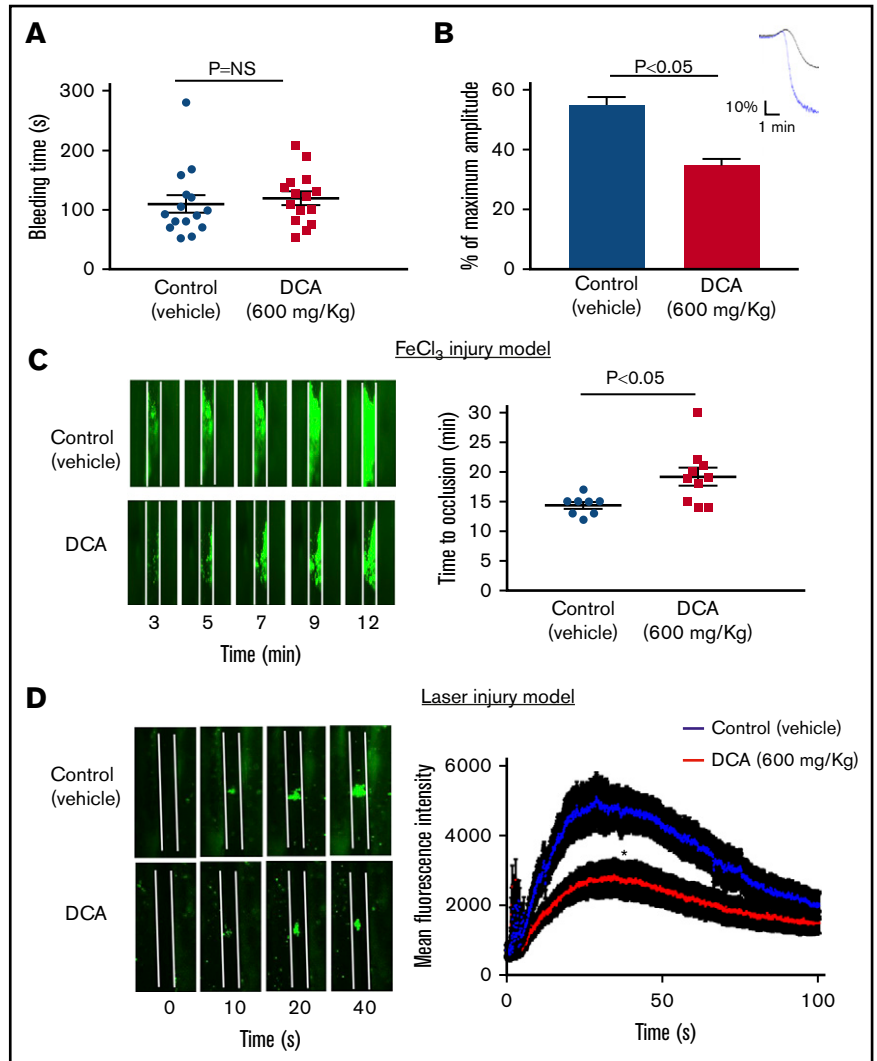 A
P=NS
Bleeding time (s)
300
200
100
0
Control
(vehicle)
DCA
(600 mg/Kg)
B
P<0.05
10%
1 min
% of maximum amplitude
60
40
20
0
Control
(vehicle)
DCA
(600 mg/Kg)
C
FeCl₃ injury model
Control
(vehicle)
DCA
3 5 7 9 12
Time (min)
P<0.05
Time to occlusion (min)
30
25
20
15
10
5
0
Control
(vehicle)
DCA
(600 mg/Kg)
D
Laser injury model
Control
(vehicle)
DCA
0 10 20 40
Time (s)
Control (vehicle)
DCA (600 mg/Kg)
Mean fluorescence intensity
6000
4000
2000
0
*
0 50 100
Time (s)